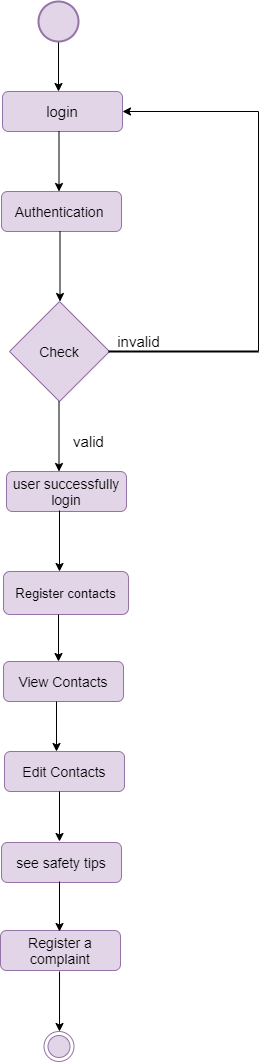 login
Authentication
Check
invalid
valid
user successfully
login
Register contacts
View Contacts
Edit Contacts
see safety tips
Register a
complaint